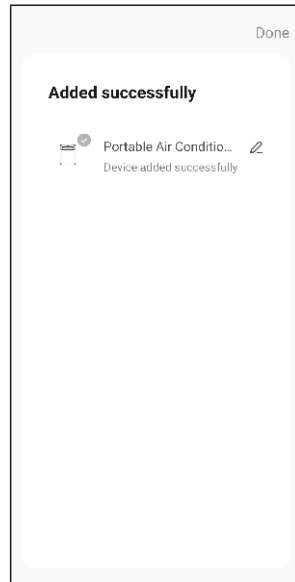 Done
Added successfully
Portable Air Conditio...
Device added successfully